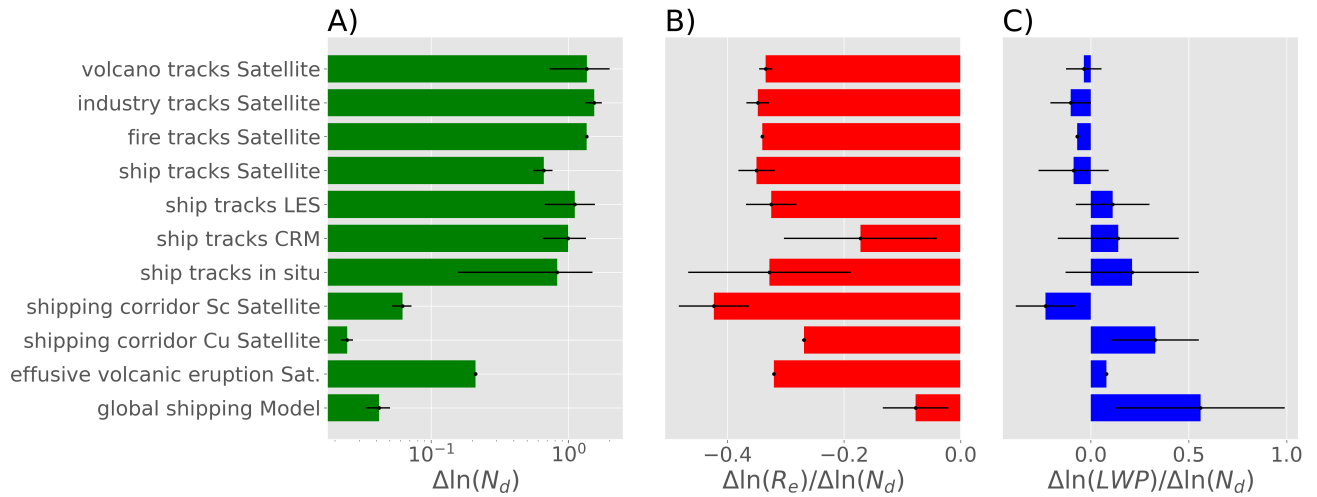 A) B) C)
volcano tracks Satellite
industry tracks Satellite
fire tracks Satellite
ship tracks Satellite
ship tracks LES
ship tracks CRM
ship tracks in situ
shipping corridor Sc Satellite
shipping corridor Cu Satellite
effusive volcanic eruption Sat.
global shipping Model
10⁻¹ 10⁰ −0.4 −0.2 0.0 0.0 0.5 1.0
Δln(N_d) Δln(R_e)/Δln(N_d) Δln(LWP)/Δln(N_d)